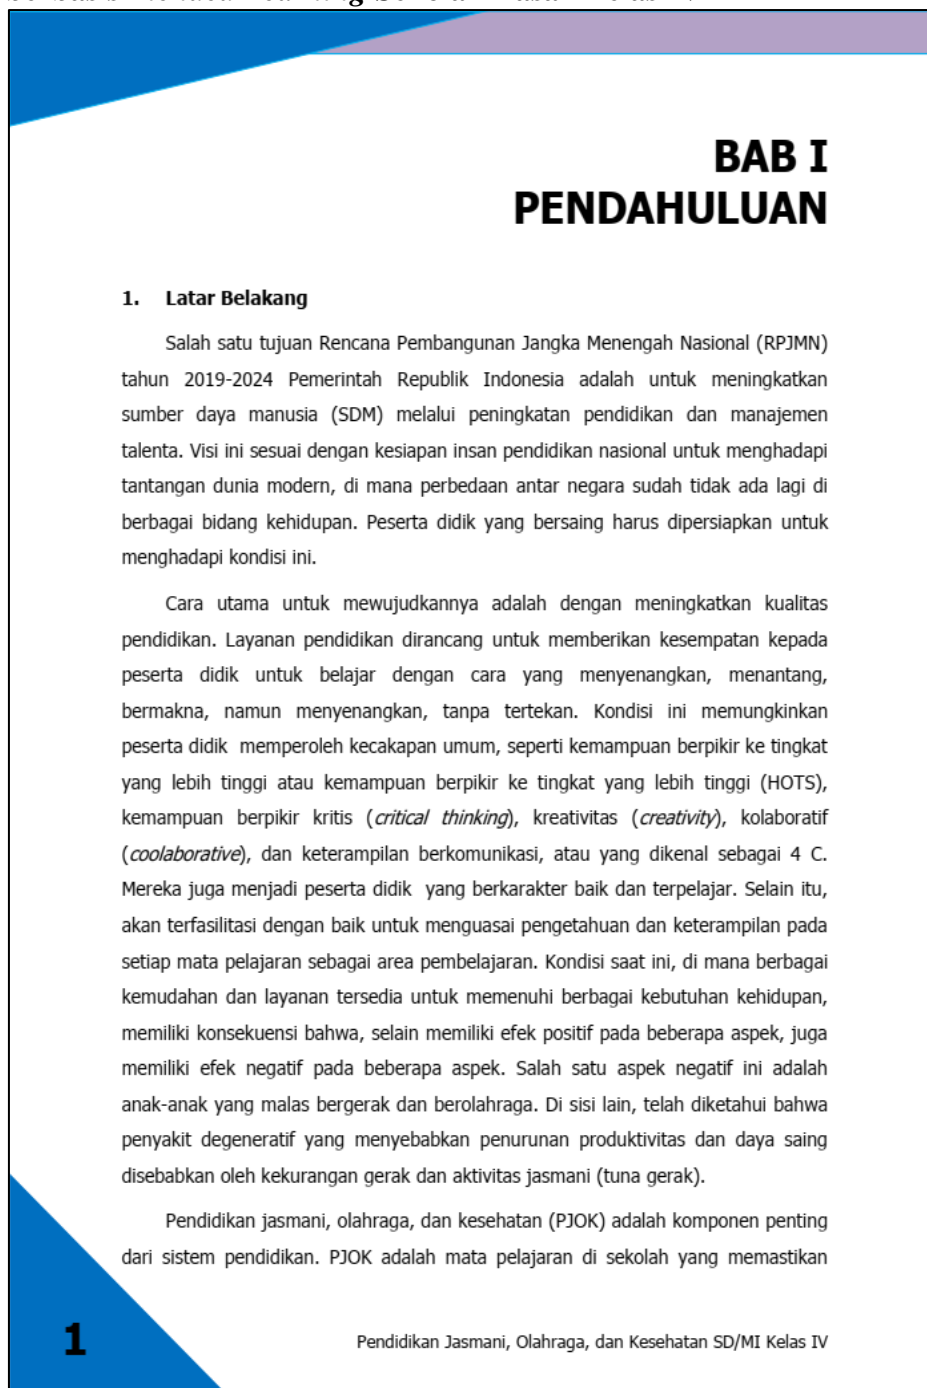 BAB I
PENDAHULUAN
1. Latar Belakang
Salah satu tujuan Rencana Pembangunan Jangka Menengah Nasional (RPJMN)
tahun 2019-2024 Pemerintah Republik Indonesia adalah untuk meningkatkan
sumber daya manusia (SDM) melalui peningkatan pendidikan dan manajemen
talenta. Visi ini sesuai dengan kesiapan insan pendidikan nasional untuk menghadapi
tantangan dunia modern, di mana perbedaan antar negara sudah tidak ada lagi di
berbagai bidang kehidupan. Peserta didik yang bersaing harus dipersiapkan untuk
menghadapi kondisi ini.
Cara utama untuk mewujudkannya adalah dengan meningkatkan kualitas
pendidikan. Layanan pendidikan dirancang untuk memberikan kesempatan kepada
peserta didik untuk belajar dengan cara yang menyenangkan, menantang,
bermakna, namun menyenangkan, tanpa tertekan. Kondisi ini memungkinkan
peserta didik memperoleh kecakapan umum, seperti kemampuan berpikir ke tingkat
yang lebih tinggi atau kemampuan berpikir ke tingkat yang lebih tinggi (HOTS),
kemampuan berpikir kritis (critical thinking), kreativitas (creativity), kolaboratif
(coolaborative), dan keterampilan berkomunikasi, atau yang dikenal sebagai 4 C.
Mereka juga menjadi peserta didik yang berkarakter baik dan terpelajar. Selain itu,
akan terfasilitasi dengan baik untuk menguasai pengetahuan dan keterampilan pada
setiap mata pelajaran sebagai area pembelajaran. Kondisi saat ini, di mana berbagai
kemudahan dan layanan tersedia untuk memenuhi berbagai kebutuhan kehidupan,
memiliki konsekuensi bahwa, selain memiliki efek positif pada beberapa aspek, juga
memiliki efek negatif pada beberapa aspek. Salah satu aspek negatif ini adalah
anak-anak yang malas bergerak dan berolahraga. Di sisi lain, telah diketahui bahwa
penyakit degeneratif yang menyebabkan penurunan produktivitas dan daya saing
disebabkan oleh kekurangan gerak dan aktivitas jasmani (tuna gerak).
Pendidikan jasmani, olahraga, dan kesehatan (PJOK) adalah komponen penting
dari sistem pendidikan. PJOK adalah mata pelajaran di sekolah yang memastikan
1
Pendidikan Jasmani, Olahraga, dan Kesehatan SD/MI Kelas IV